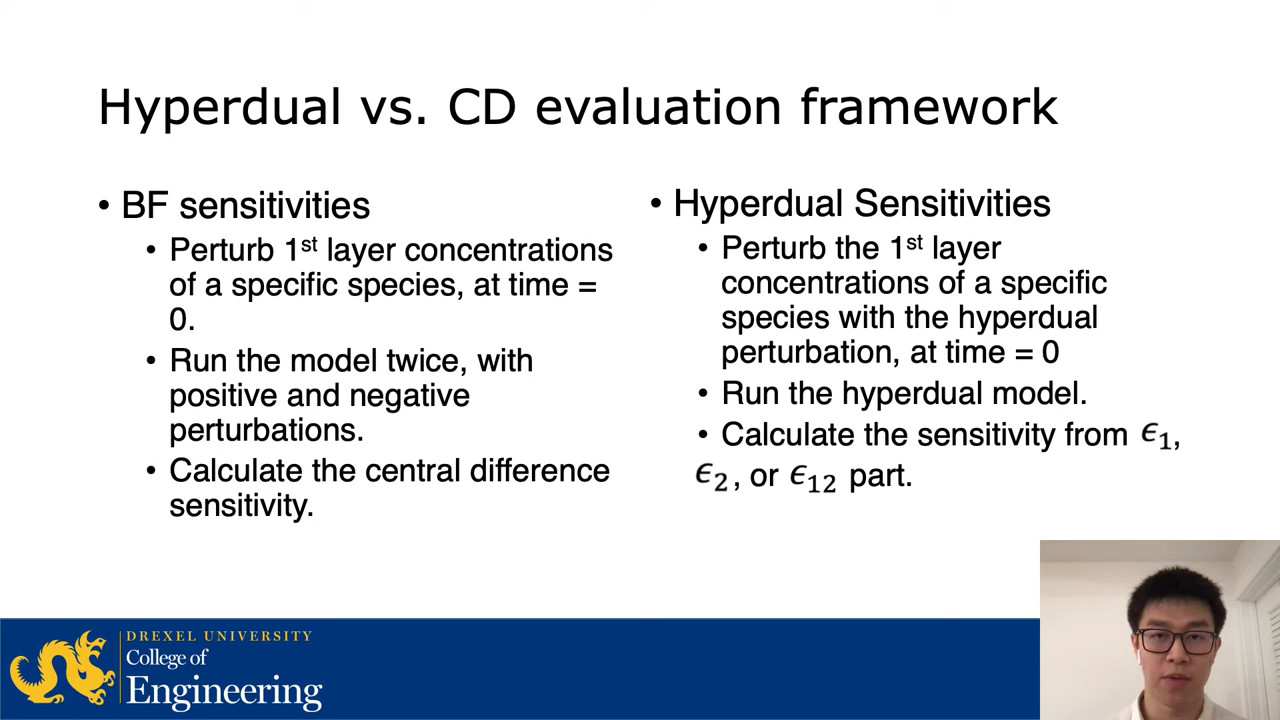 Hyperdual vs. CD evaluation framework
• BF sensitivities
• Perturb 1st layer concentrations
of a specific species, at time =
0.
• Run the model twice, with
positive and negative
perturbations.
• Calculate the central difference
sensitivity.
• Hyperdual Sensitivities
• Perturb the 1st layer
concentrations of a specific
species with the hyperdual
perturbation, at time = 0
• Run the hyperdual model.
• Calculate the sensitivity from ϵ₁,
ϵ₂, or ϵ₁₂ part.
DREXEL UNIVERSITY
College of
Engineering